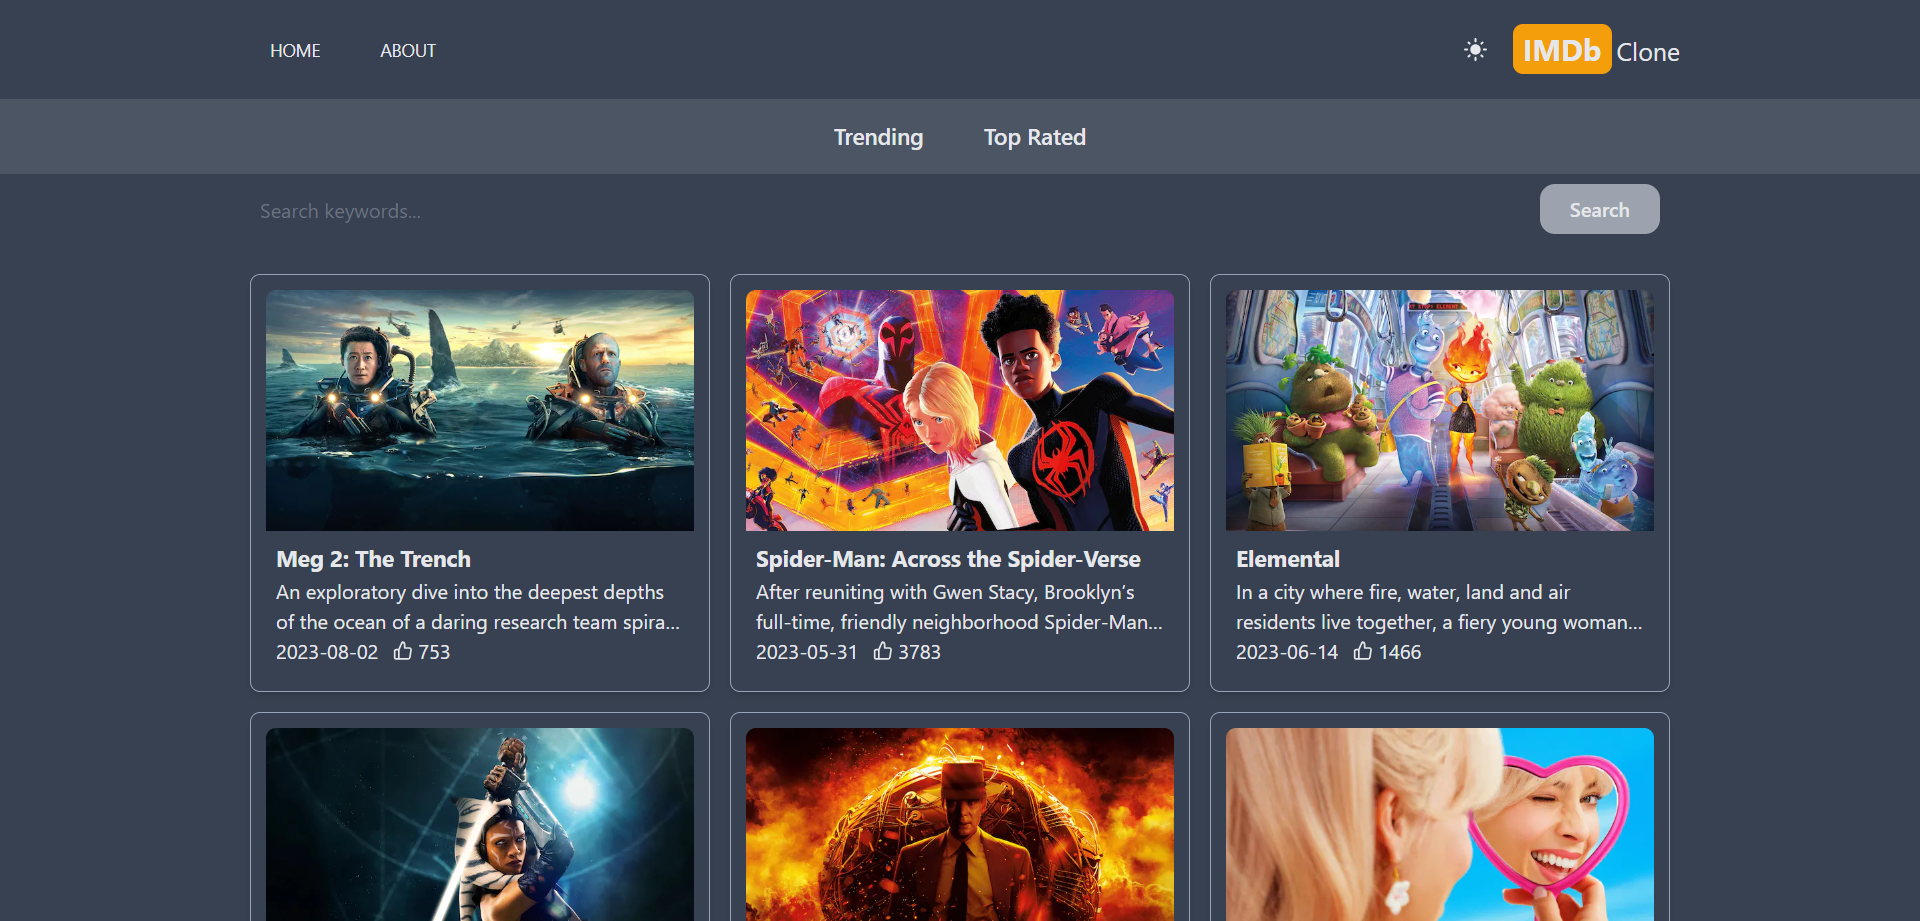 HOME
ABOUT
IMDb Clone
Trending
Top Rated
Search keywords...
Search
Meg 2: The Trench
An exploratory dive into the deepest depths
of the ocean of a daring research team spira...
2023-08-02 753
Spider-Man: Across the Spider-Verse
After reuniting with Gwen Stacy, Brooklyn’s
full-time, friendly neighborhood Spider-Man...
2023-05-31 3783
Elemental
In a city where fire, water, land and air
residents live together, a fiery young woman...
2023-06-14 1466